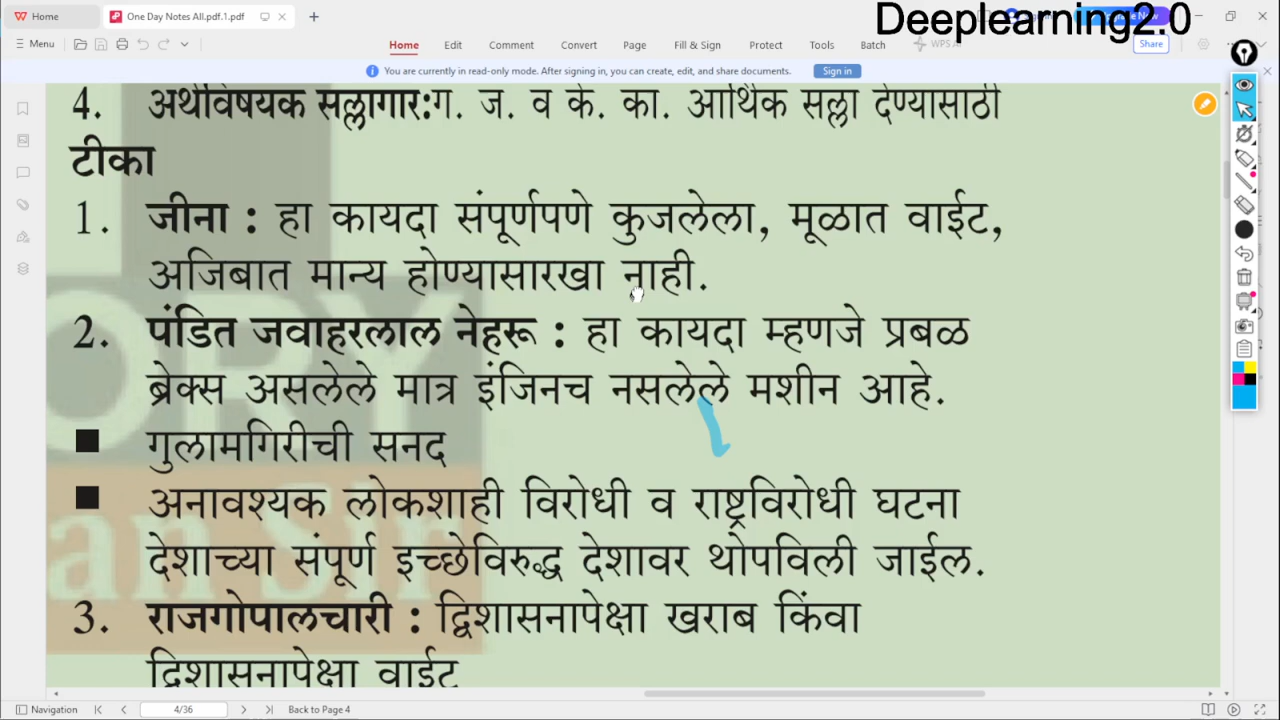 Deeplearning2.0
Home
One Day Notes All.pdf.1.pdf
Menu
Home Edit Comment Convert Page Fill & Sign Protect Tools Batch WPS AI
Share
You are currently in read-only mode. After signing in, you can create, edit, and share documents. Sign in
4. अर्थविषयक सल्लागार:ग. ज. व के. का. आर्थिक सल्ला देण्यासाठी
टीका
1. जीना : हा कायदा संपूर्णपणे कुजलेला, मूळात वाईट,
अजिबात मान्य होण्यासारखा नाही.
2. पंडित जवाहरलाल नेहरू : हा कायदा म्हणजे प्रबळ
ब्रेक्स असलेले मात्र इंजिनच नसलेले मशीन आहे.
■ गुलामगिरीची सनद
■ अनावश्यक लोकशाही विरोधी व राष्ट्रविरोधी घटना
देशाच्या संपूर्ण इच्छेविरुद्ध देशावर थोपविली जाईल.
3. राजगोपालचारी : द्विशासनापेक्षा खराब किंवा
द्विशासनापेक्षा वाईट
Navigation 4/36 Back to Page 4